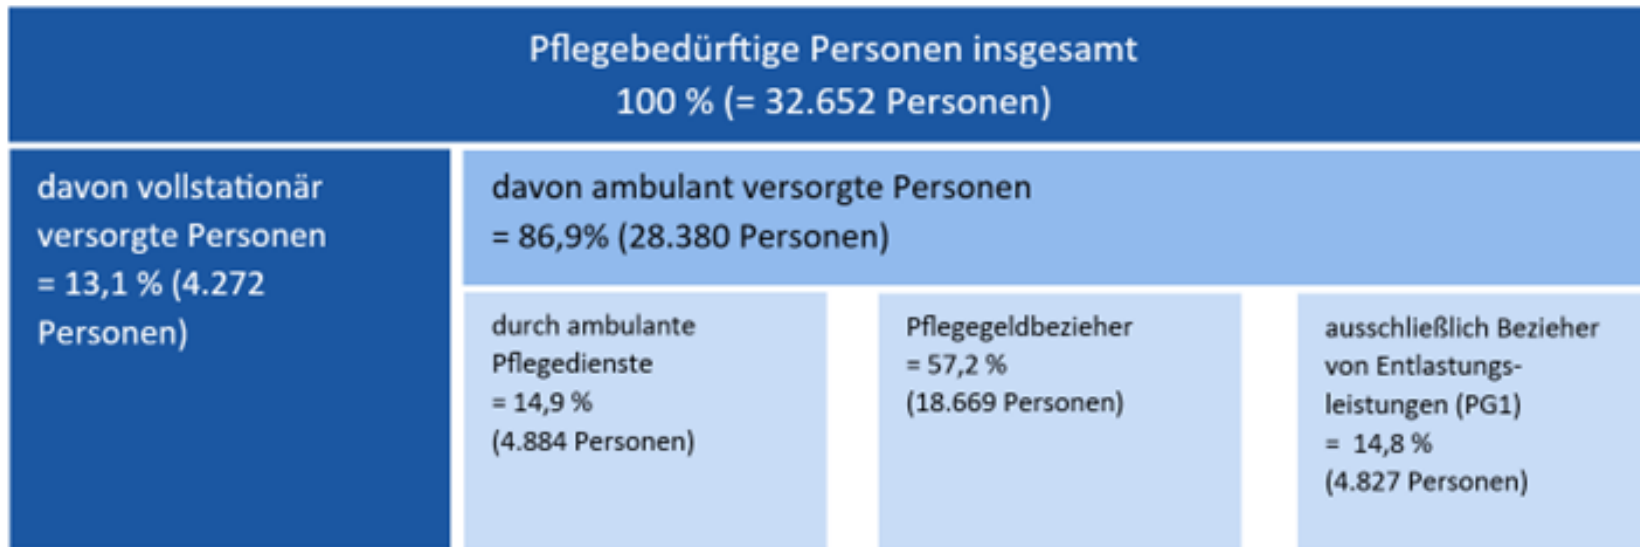 Pflegebedürftige Personen insgesamt
100 % (= 32.652 Personen)
davon vollstationär
versorgte Personen
= 13,1 % (4.272
Personen)
davon ambulant versorgte Personen
= 86,9% (28.380 Personen)
durch ambulante
Pflegedienste
= 14,9 %
(4.884 Personen)
Pflegegeldbezieher
= 57,2 %
(18.669 Personen)
ausschließlich Bezieher
von Entlastungs-
leistungen (PG1)
= 14,8 %
(4.827 Personen)